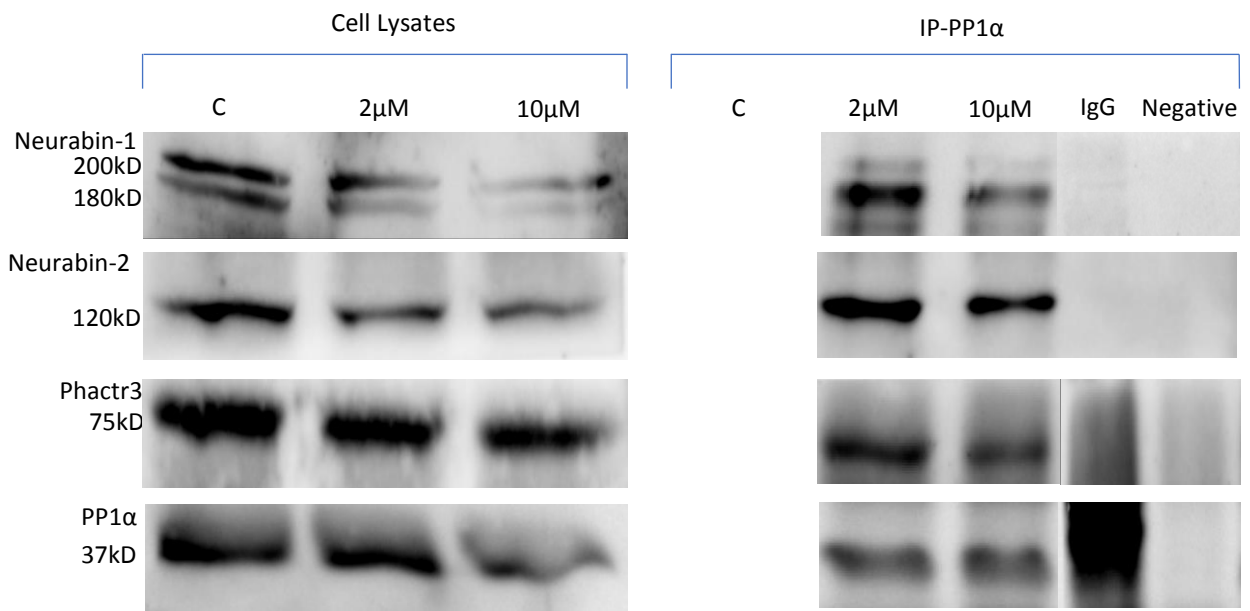 Cell Lysates
IP-PP1α
C 2μM 10μM
C 2μM 10μM IgG Negative
Neurabin-1
200kD
180kD
Neurabin-2
120kD
Phactr3
75kD
PP1α
37kD